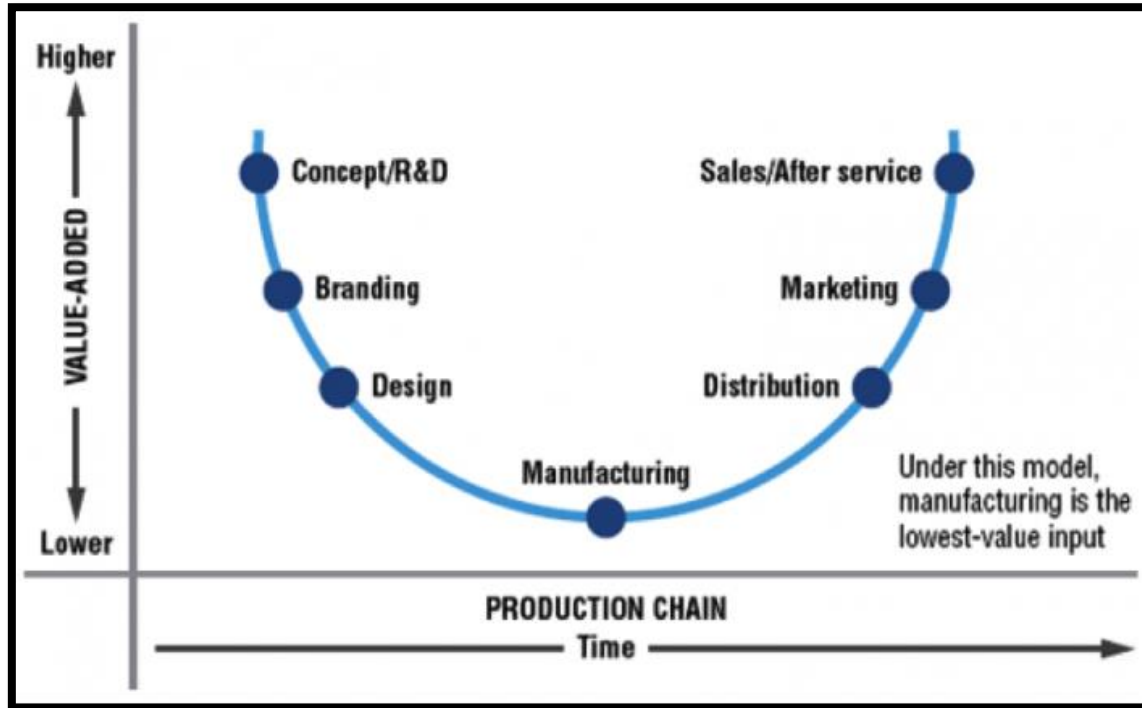 Higher
VALUE-ADDED
Lower
Concept/R&D
Branding
Design
Manufacturing
Sales/After service
Marketing
Distribution
Under this model,
manufacturing is the
lowest-value input
PRODUCTION CHAIN
Time